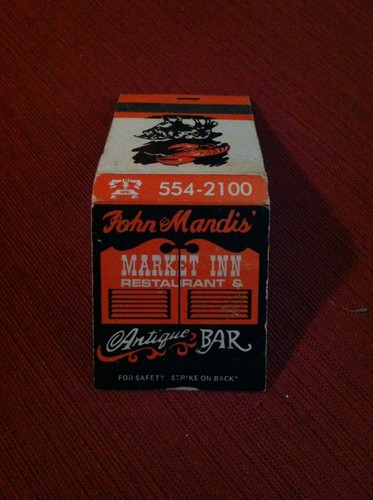 554-2100
John Mandis'
MARKET INN
RESTAURANT &
Antique BAR
FOR SAFETY STRIKE ON BACK